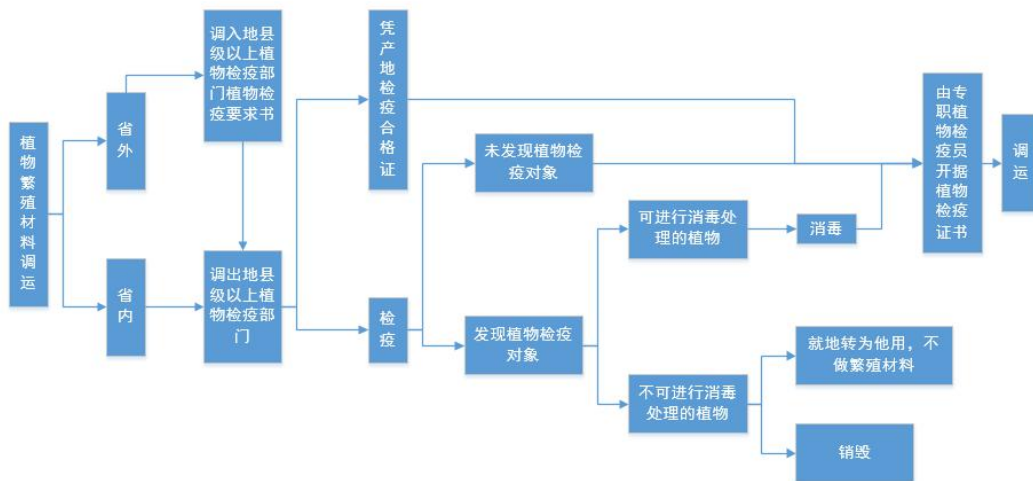 植
物
繁
殖
材
料
调
运
省
外
省
内
调入地县
级以上植
物检疫部
门植物检
疫要求书
调出地县
级以上植
物检疫部
门
凭
产
地
检
疫
合
格
证
检
疫
未发现植物检
疫对象
发现植物检疫
对象
可进行消毒处
理的植物
不可进行消毒
处理的植物
消毒
就地转为他用，不
做繁殖材料
销毁
由专
职植
物检
疫员
开据
植物
检疫
证书
调
运